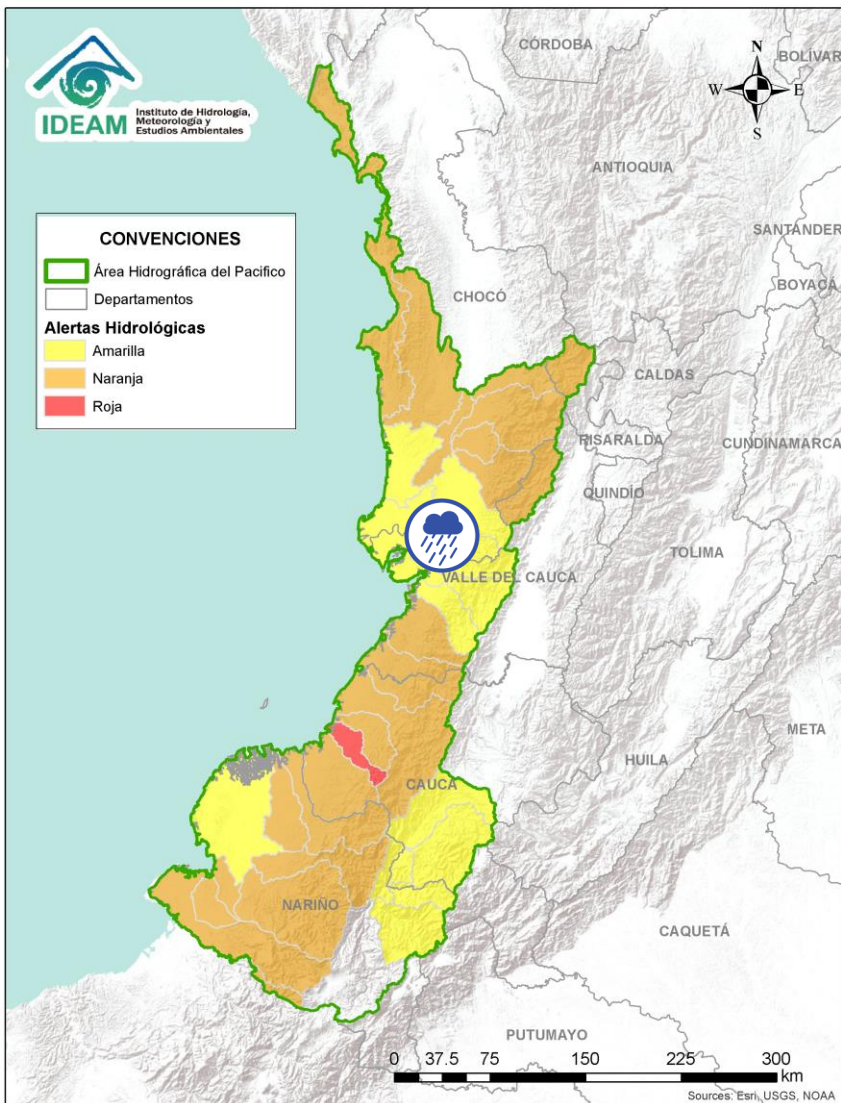 IDEAM
Instituto de Hidrología,
Meteorología y
Estudios Ambientales
CONVENCIONES
Área Hidrográfica del Pacifico
Departamentos
Alertas Hidrológicas
Amarilla
Naranja
Roja
N
W
E
S
CÓRDOBA
BOLÍVAR
ANTIOQUIA
SANTANDER
BOYACÁ
CHOCÓ
CALDAS
RISARALDA
CUNDINAMARCA
QUINDÍO
TOLIMA
VALLE DEL CAUCA
META
HUILA
CAUCA
NARIÑO
CAQUETÁ
PUTUMAYO
0 37.5 75 150 225 300
km
Sources: Esri, USGS, NOAA